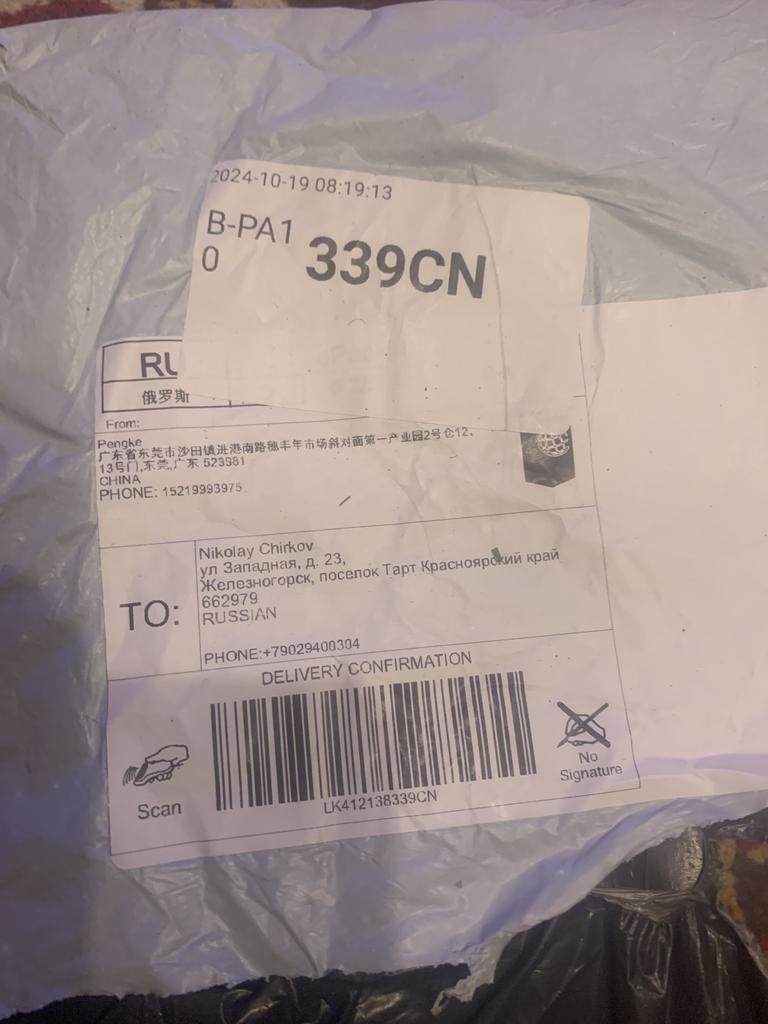 2024-10-19 08:19:13
B-PA1
0
339CN
RU
俄罗斯
From:
Pengke
广东省东莞市沙田镇进港南路穗丰年市场斜对面第一产业园2号仓12、
13号门,东莞,广东 523981
CHINA
PHONE: 15219993975
TO:
Nikolay Chirkov
ул Западная, д. 23,
Железногорск, поселок Тарт Красноярский край
662979
RUSSIAN
PHONE:+79029400304
DELIVERY CONFIRMATION
Scan
LK412138339CN
No
Signature